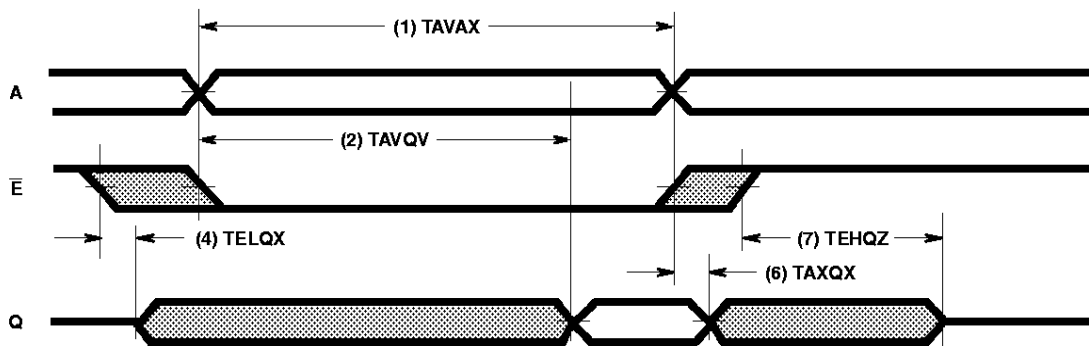 (1) TAVAX
A
(2) TAVQV
E̅
(4) TELQX
(7) TEHQZ
(6) TAXQX
Q